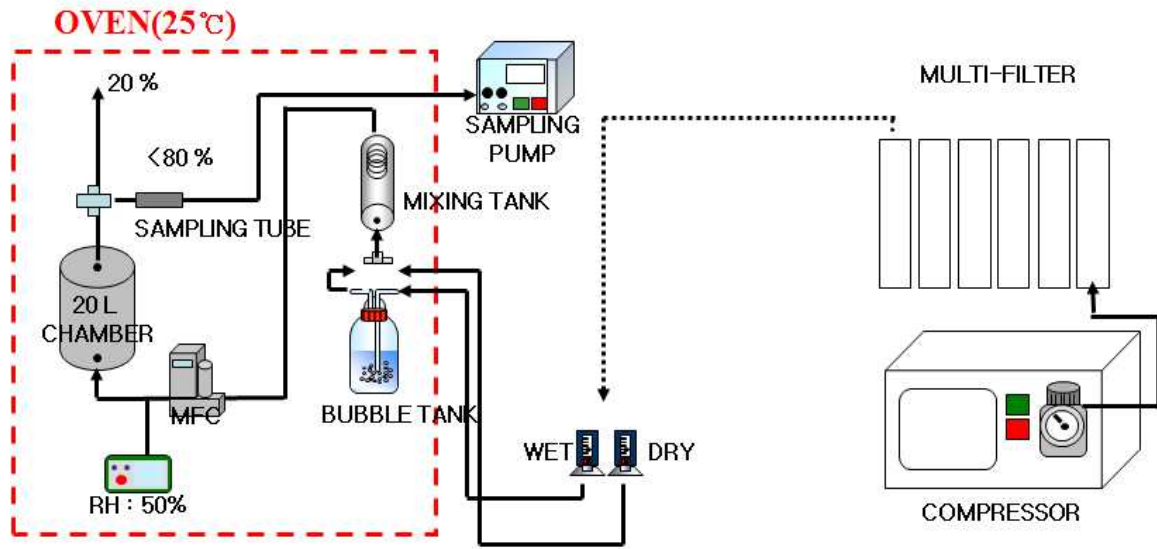 OVEN(25℃)
20 %
<80 %
SAMPLING TUBE
SAMPLING
PUMP
MULTI-FILTER
MIXING TANK
20 L
CHAMBER
MFC
BUBBLE TANK
RH : 50%
WET
DRY
COMPRESSOR